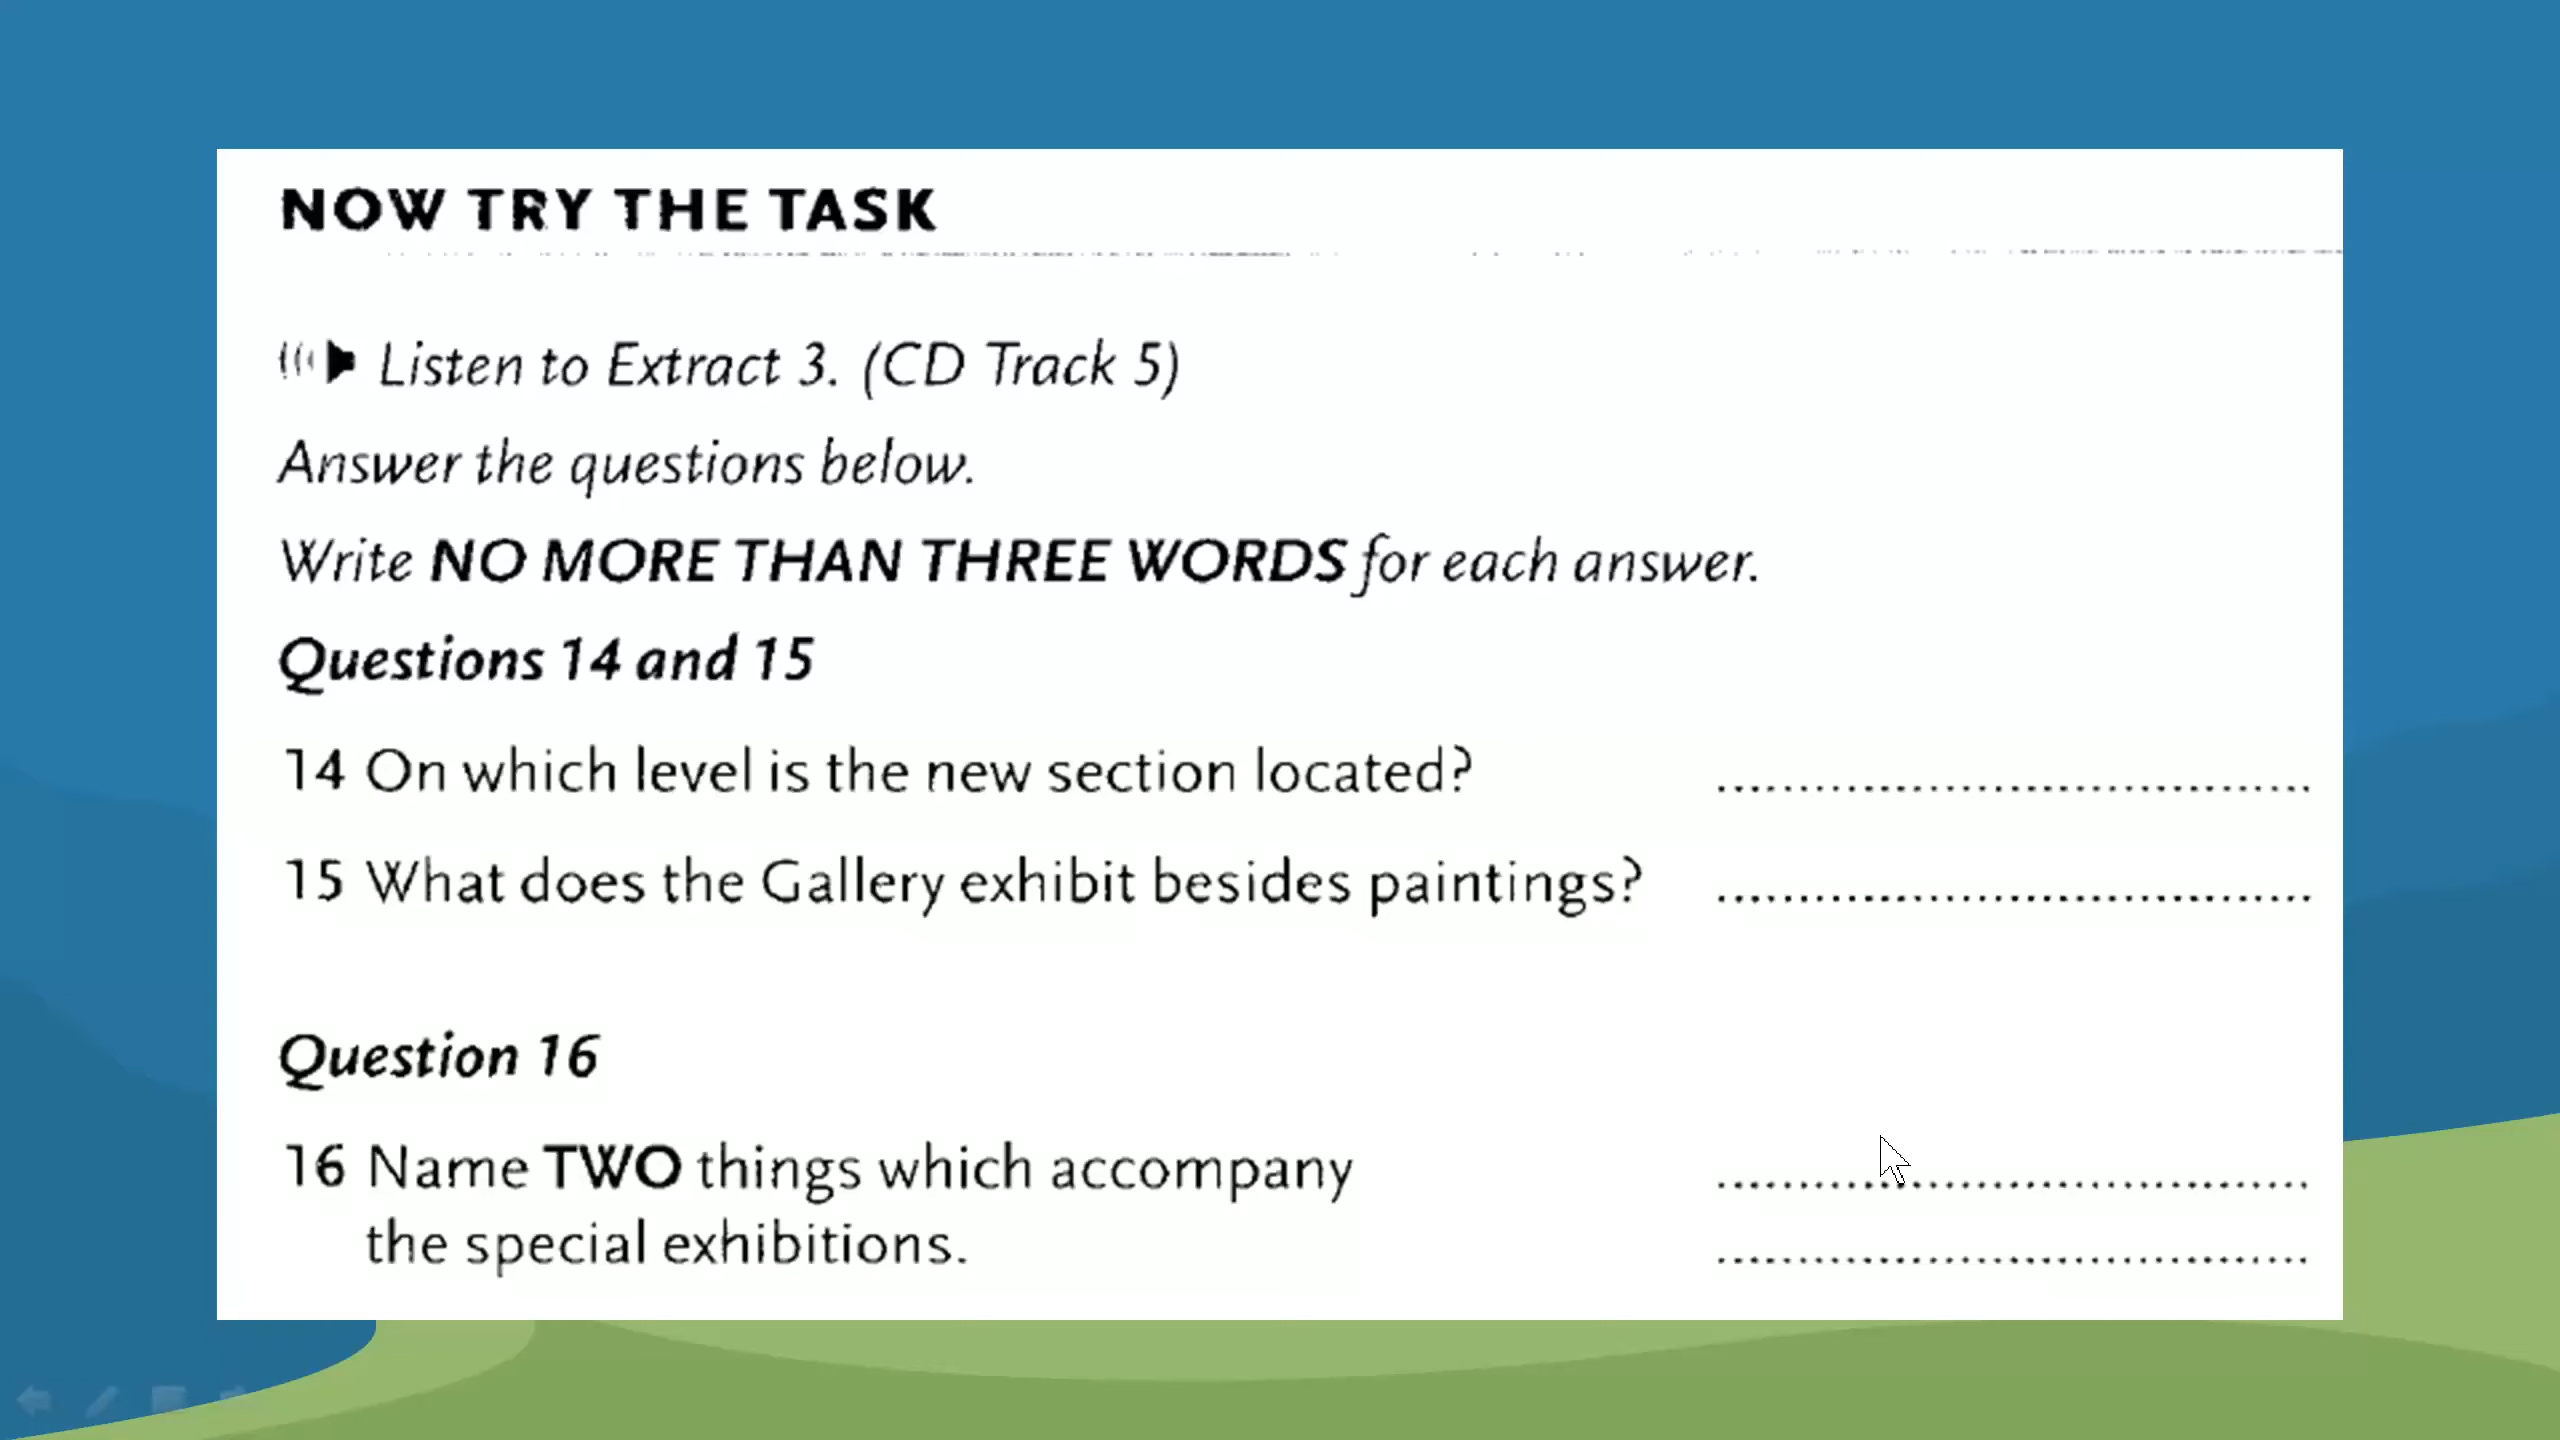 NOW TRY THE TASK
Listen to Extract 3. (CD Track 5)
Answer the questions below.
Write NO MORE THAN THREE WORDS for each answer.
Questions 14 and 15
14 On which level is the new section located? ....................................
15 What does the Gallery exhibit besides paintings? ....................................
Question 16
16 Name TWO things which accompany ....................................
the special exhibitions. ....................................